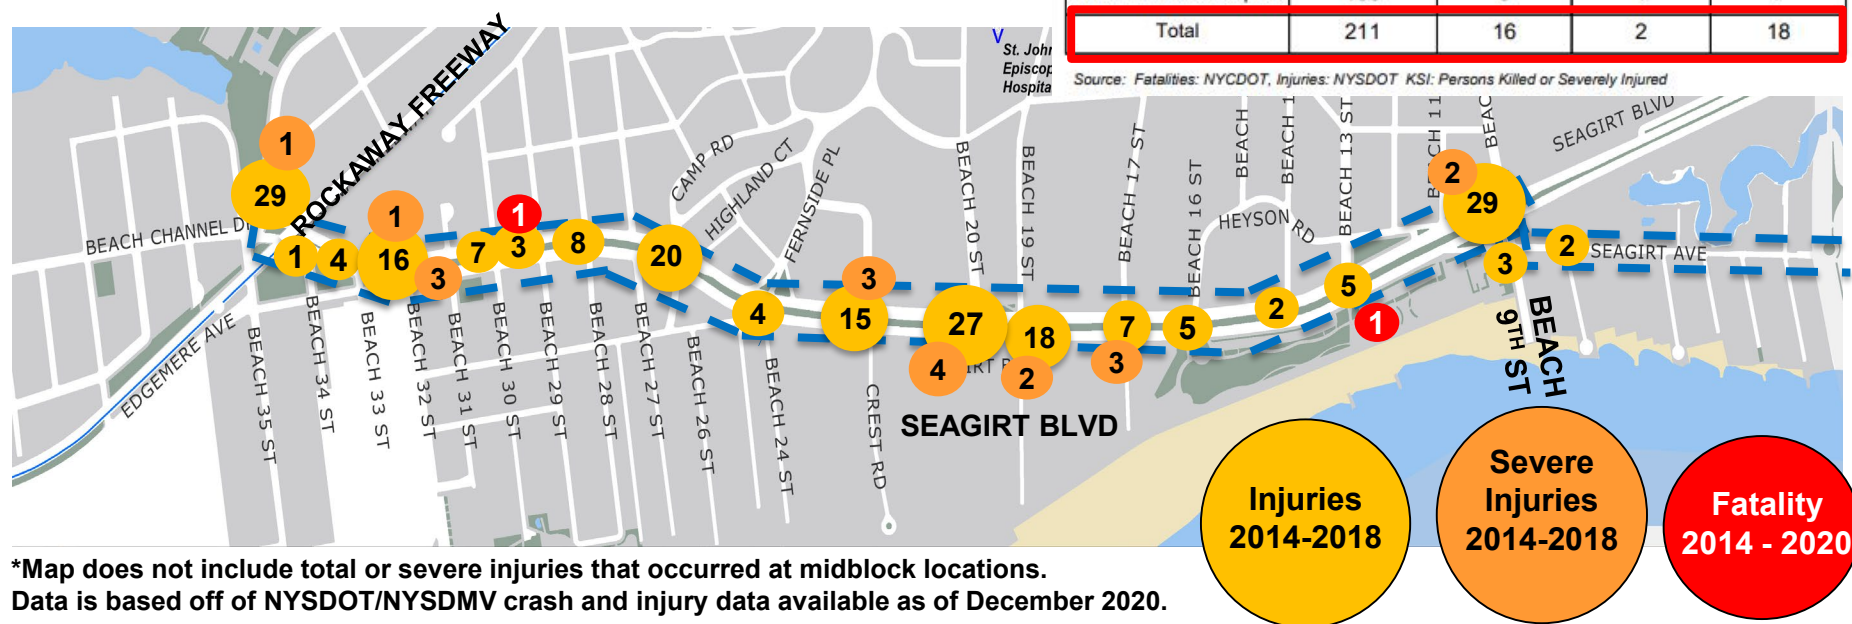 Total 211 16 2 18
Source: Fatalities: NYCDOT, Injuries: NYSDOT KSI: Persons Killed or Severely Injured
V
St. John
Episcop
Hospita
ROCKAWAY FREEWAY
BEACH CHANNEL D
EDGEMERE AVE
CAMP RD
HIGHLAND CT
FERNSIDE PL
BEACH 20 ST
BEACH 19 ST
BEACH 17 ST
BEACH 16 ST
BEACH
BEACH 1
BEACH 13 ST
BEACH 11
BEAC
HEYSON RD
SEAGIRT BLVD
SEAGIRT AVE
1
29
1
4
1
16
3
7
1
3
8
20
4
3
15
27
4
18
2
7
3
5
2
5
1
2
29
3
2
BEACH 35 ST
BEACH 34 ST
BEACH 33 ST
BEACH 32 ST
BEACH 31 ST
BEACH 30 ST
BEACH 29 ST
BEACH 28 ST
BEACH 27 ST
BEACH 26 ST
BEACH 24 ST
CREST RD
SEAGIRT BLVD
BEACH
9TH ST
Injuries
2014-2018
Severe
Injuries
2014-2018
Fatality
2014 - 2020
*Map does not include total or severe injuries that occurred at midblock locations.
Data is based off of NYSDOT/NYSDMV crash and injury data available as of December 2020.